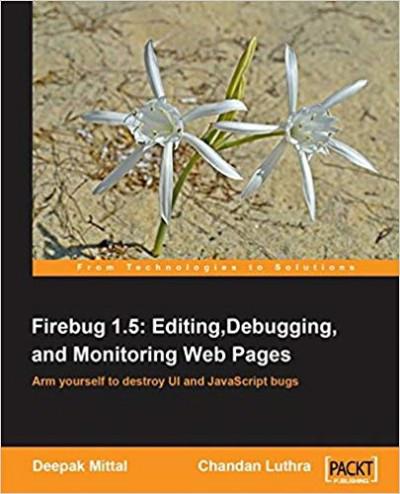 From Technologies to Solutions
Firebug 1.5: Editing,Debugging,
and Monitoring Web Pages
Arm yourself to destroy UI and JavaScript bugs
Deepak Mittal Chandan Luthra
PACKT
PUBLISHING